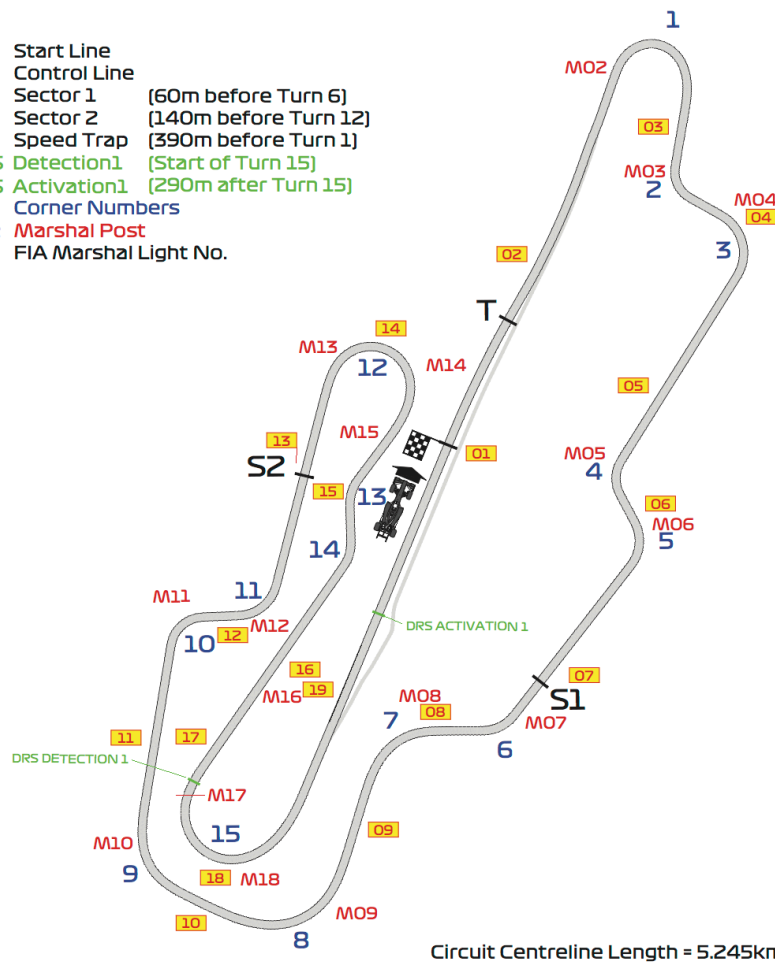 1
Start Line
Control Line
Sector 1 (60m before Turn 6)
Sector 2 (140m before Turn 12)
Speed Trap (390m before Turn 1)
S Detection1 (Start of Turn 15)
S Activation1 (290m after Turn 15)
Corner Numbers
Marshal Post
FIA Marshal Light No.
M02
03
M03
2
M04
04
3
02
T
14
M13
12
M14
05
M15
13
S2
01
M05
4
15
13
06
M06
5
14
11
M11
M12
12
10
DRS ACTIVATION 1
16
M16
19
07
S1
M08
08
7
M07
6
11
17
DRS DETECTION 1
M17
15
09
M10
9
18
M18
10
M09
8
Circuit Centreline Length = 5.245km